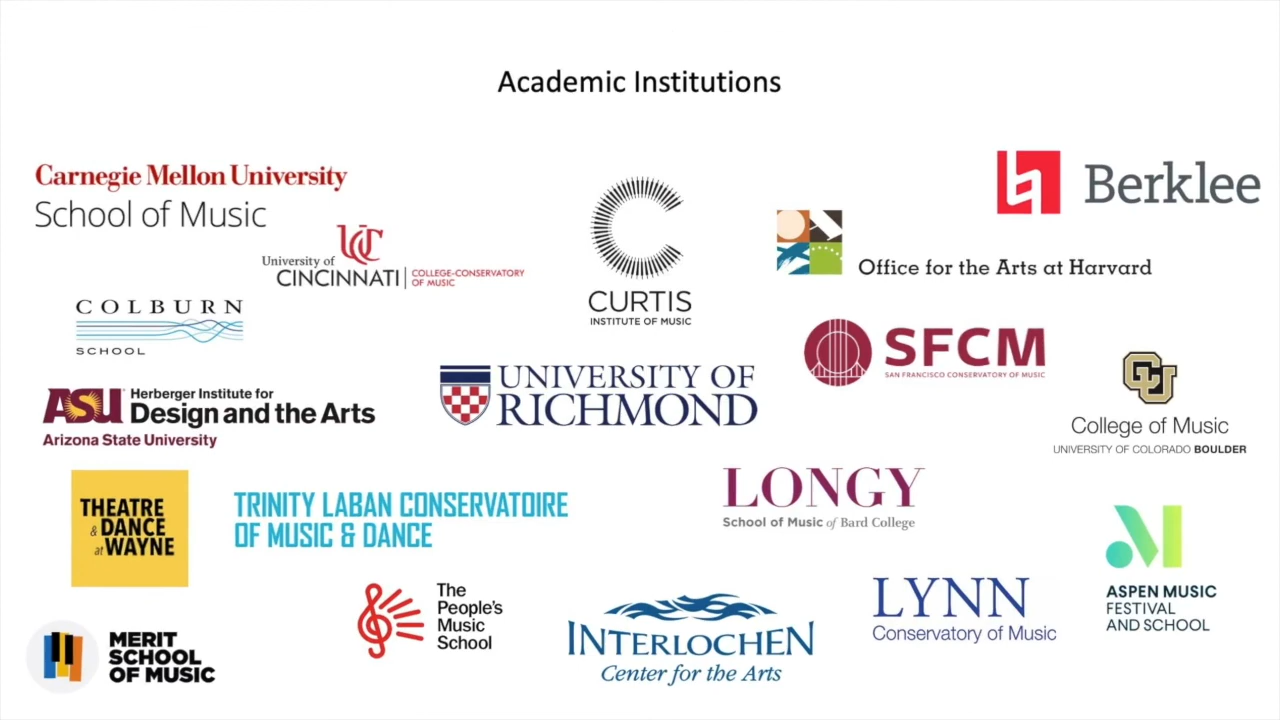 Academic Institutions
Carnegie Mellon University
School of Music
Berklee
UC
University of
CINCINNATI
COLLEGE-CONSERVATORY
OF MUSIC
CURTIS
INSTITUTE OF MUSIC
OA
Office for the Arts at Harvard
COLBURN
SCHOOL
SFCM
SAN FRANCISCO CONSERVATORY OF MUSIC
ASU Herberger Institute for
Design and the Arts
Arizona State University
UNIVERSITY OF
RICHMOND
CU
College of Music
UNIVERSITY OF COLORADO BOULDER
THEATRE
& DANCE
at WAYNE
TRINITY LABAN CONSERVATOIRE
OF MUSIC & DANCE
LONGY
School of Music of Bard College
ASPEN MUSIC
FESTIVAL
AND SCHOOL
The
People's
Music
School
INTERLOCHEN
Center for the Arts
LYNN
Conservatory of Music
MERIT
SCHOOL
OF MUSIC